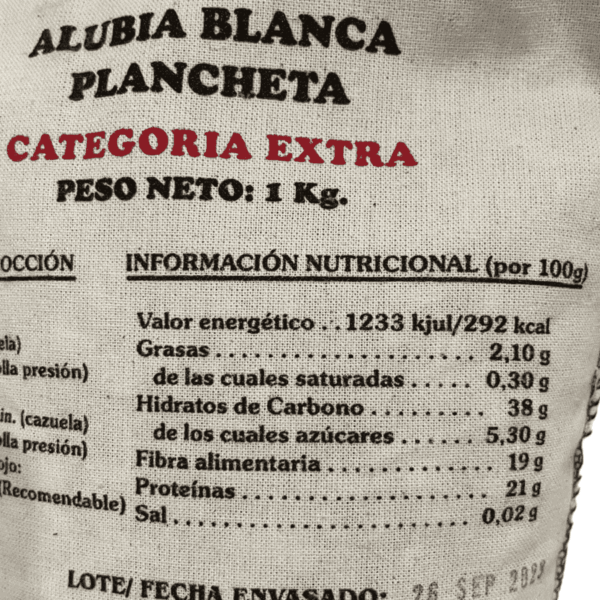 ALUBIA BLANCA
PLANCHETA
CATEGORIA EXTRA
PESO NETO: 1 Kg.
OCCIÓN
ela)
lla presión)
in. (cazuela)
lla presión)
ojo:
(Recomendable)
INFORMACIÓN NUTRICIONAL (por 100g)
Valor energético . . 1233 kjul/292 kcal
Grasas . . . . . . . . . . . . . . . . . . . . 2,10 g
de las cuales saturadas . . . . . 0,30 g
Hidratos de Carbono . . . . . . . . 38 g
de los cuales azúcares . . . . . . 5,30 g
Fibra alimentaria . . . . . . . . . . . . 19 g
Proteínas . . . . . . . . . . . . . . . . . . 21 g
Sal . . . . . . . . . . . . . . . . . . . . . . 0,02 g
LOTE/ FECHA ENVASADO: 26 SEP